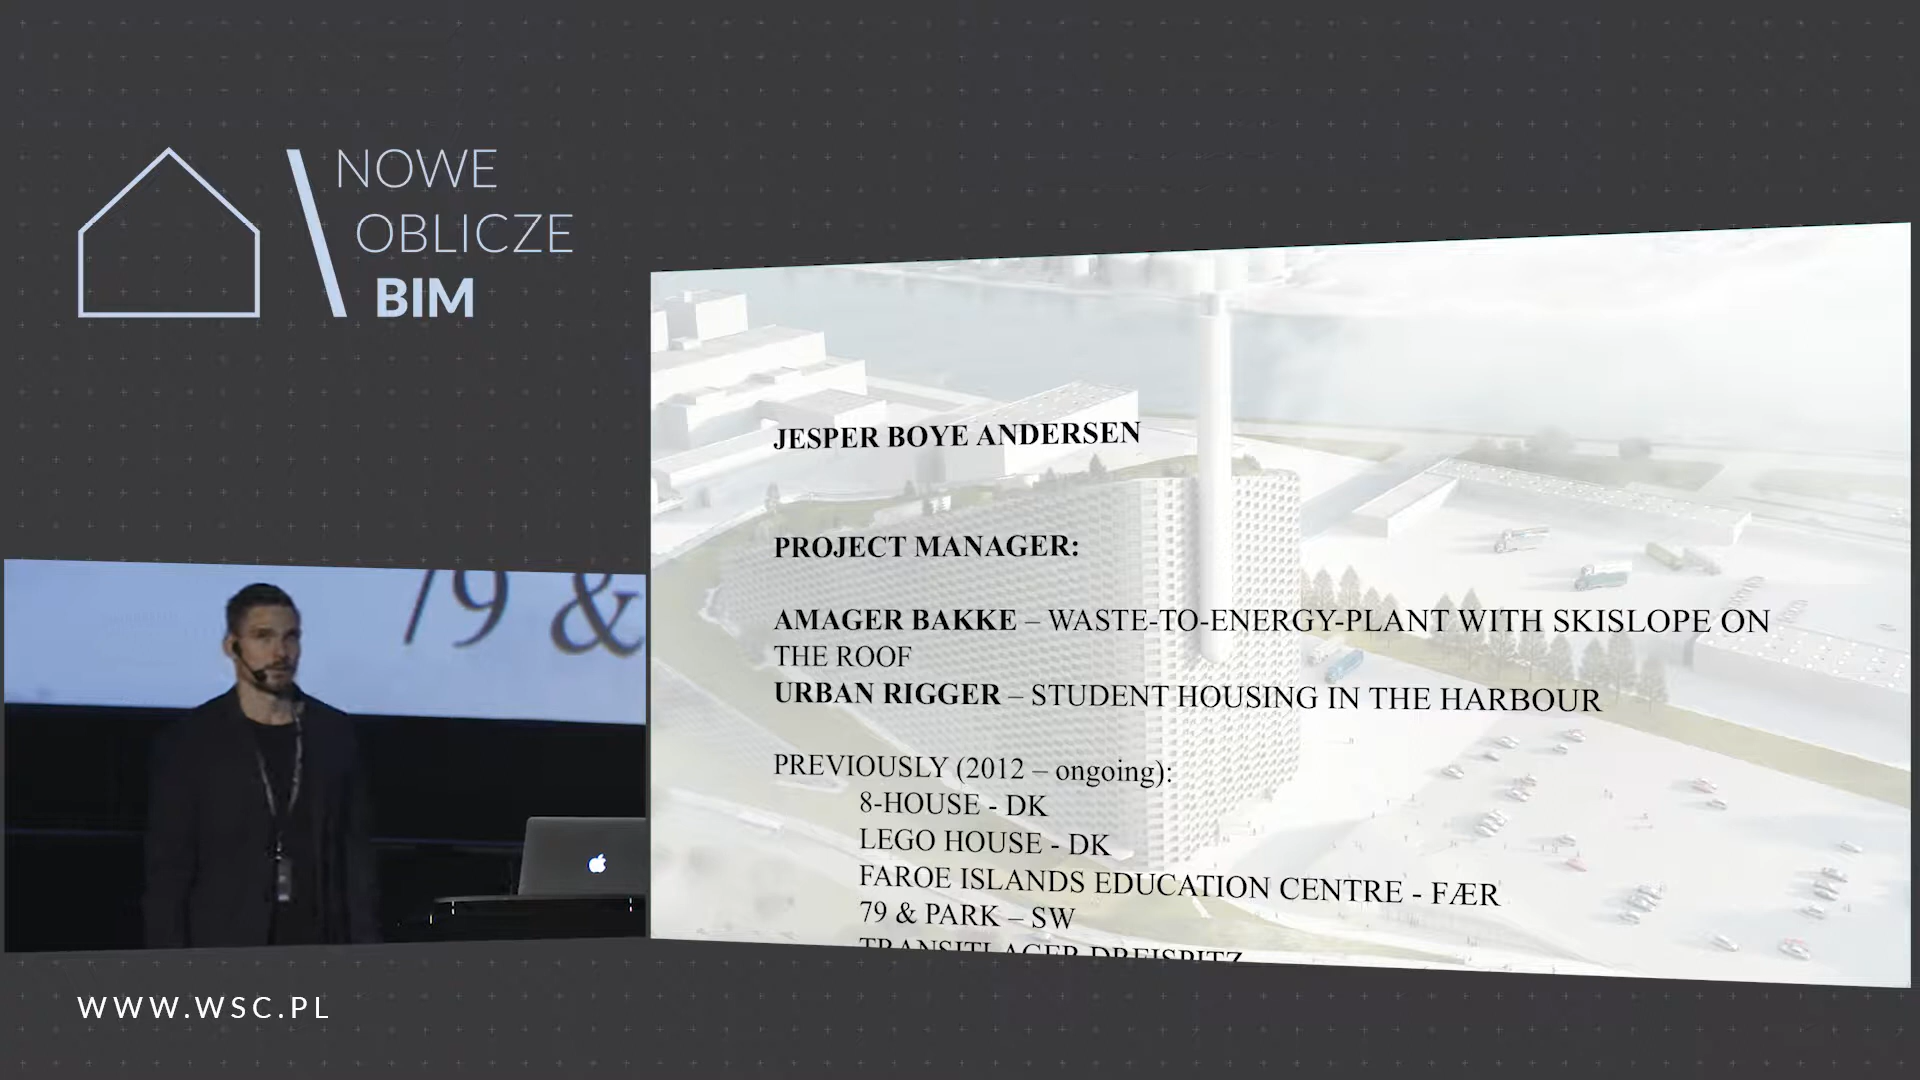 NOWE
OBLICZE
BIM
JESPER BOYE ANDERSEN
PROJECT MANAGER:
AMAGER BAKKE – WASTE-TO-ENERGY-PLANT WITH SKISLOPE ON
THE ROOF
URBAN RIGGER – STUDENT HOUSING IN THE HARBOUR
PREVIOUSLY (2012 – ongoing):
8-HOUSE - DK
LEGO HOUSE - DK
FAROE ISLANDS EDUCATION CENTRE - FÆR
79 & PARK – SW
TRANSITLAGER DREISPITZ
79 &
WWW.WSC.PL